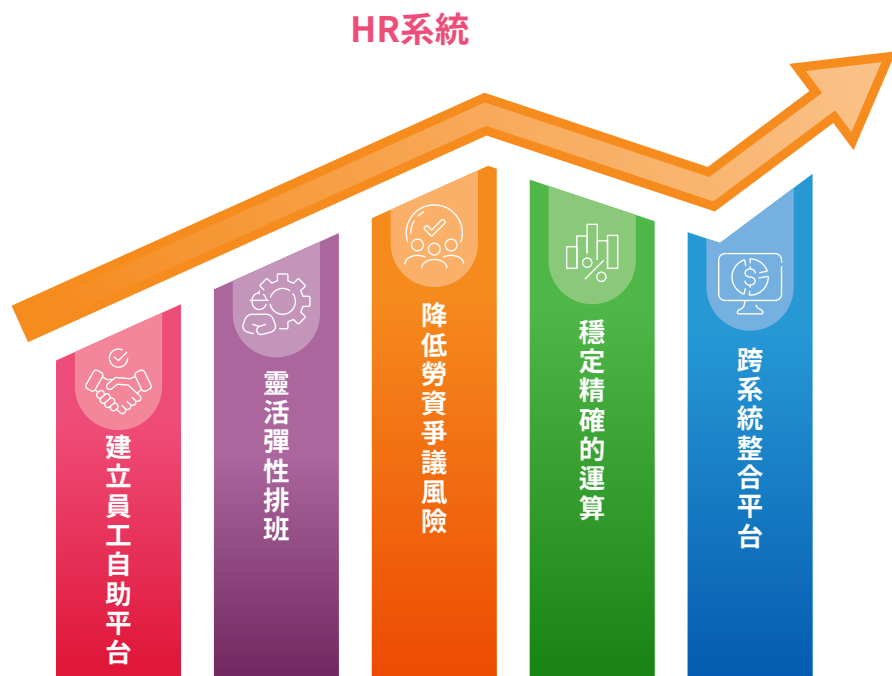 HR系統
建立員工自助平台
靈活彈性排班
降低勞資爭議風險
穩定精確的運算
跨系統整合平台